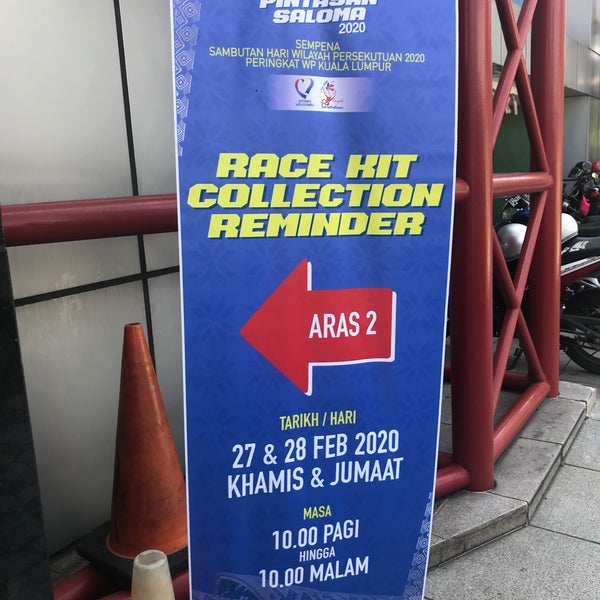 PINTASAN
SALOMA
2020
SEMPENA
SAMBUTAN HARI WILAYAH PERSEKUTUAN 2020
PERINGKAT WP KUALA LUMPUR
RACE KIT
COLLECTION
REMINDER
ARAS 2
TARIKH / HARI
27 & 28 FEB 2020
KHAMIS & JUMAAT
MASA
10.00 PAGI
HINGGA
10.00 MALAM